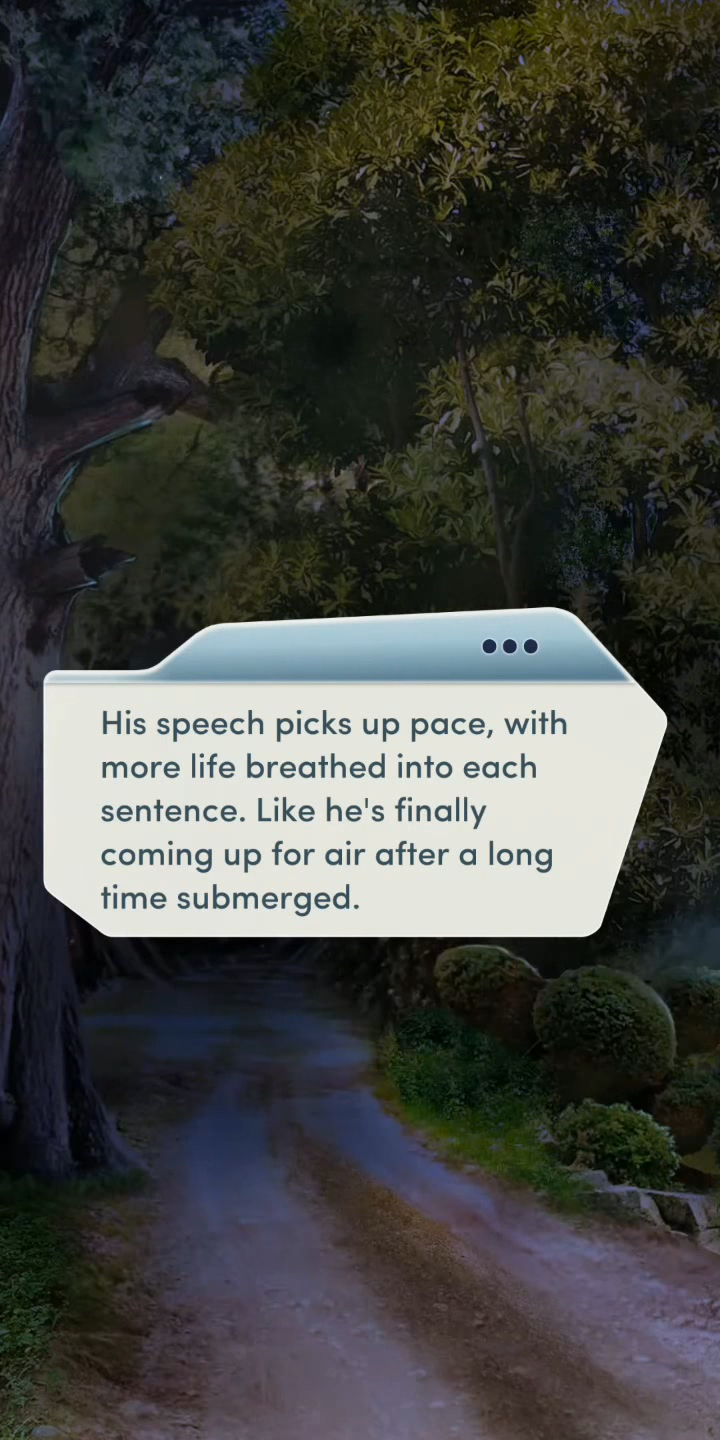 His speech picks up pace, with
more life breathed into each
sentence. Like he's finally
coming up for air after a long
time submerged.